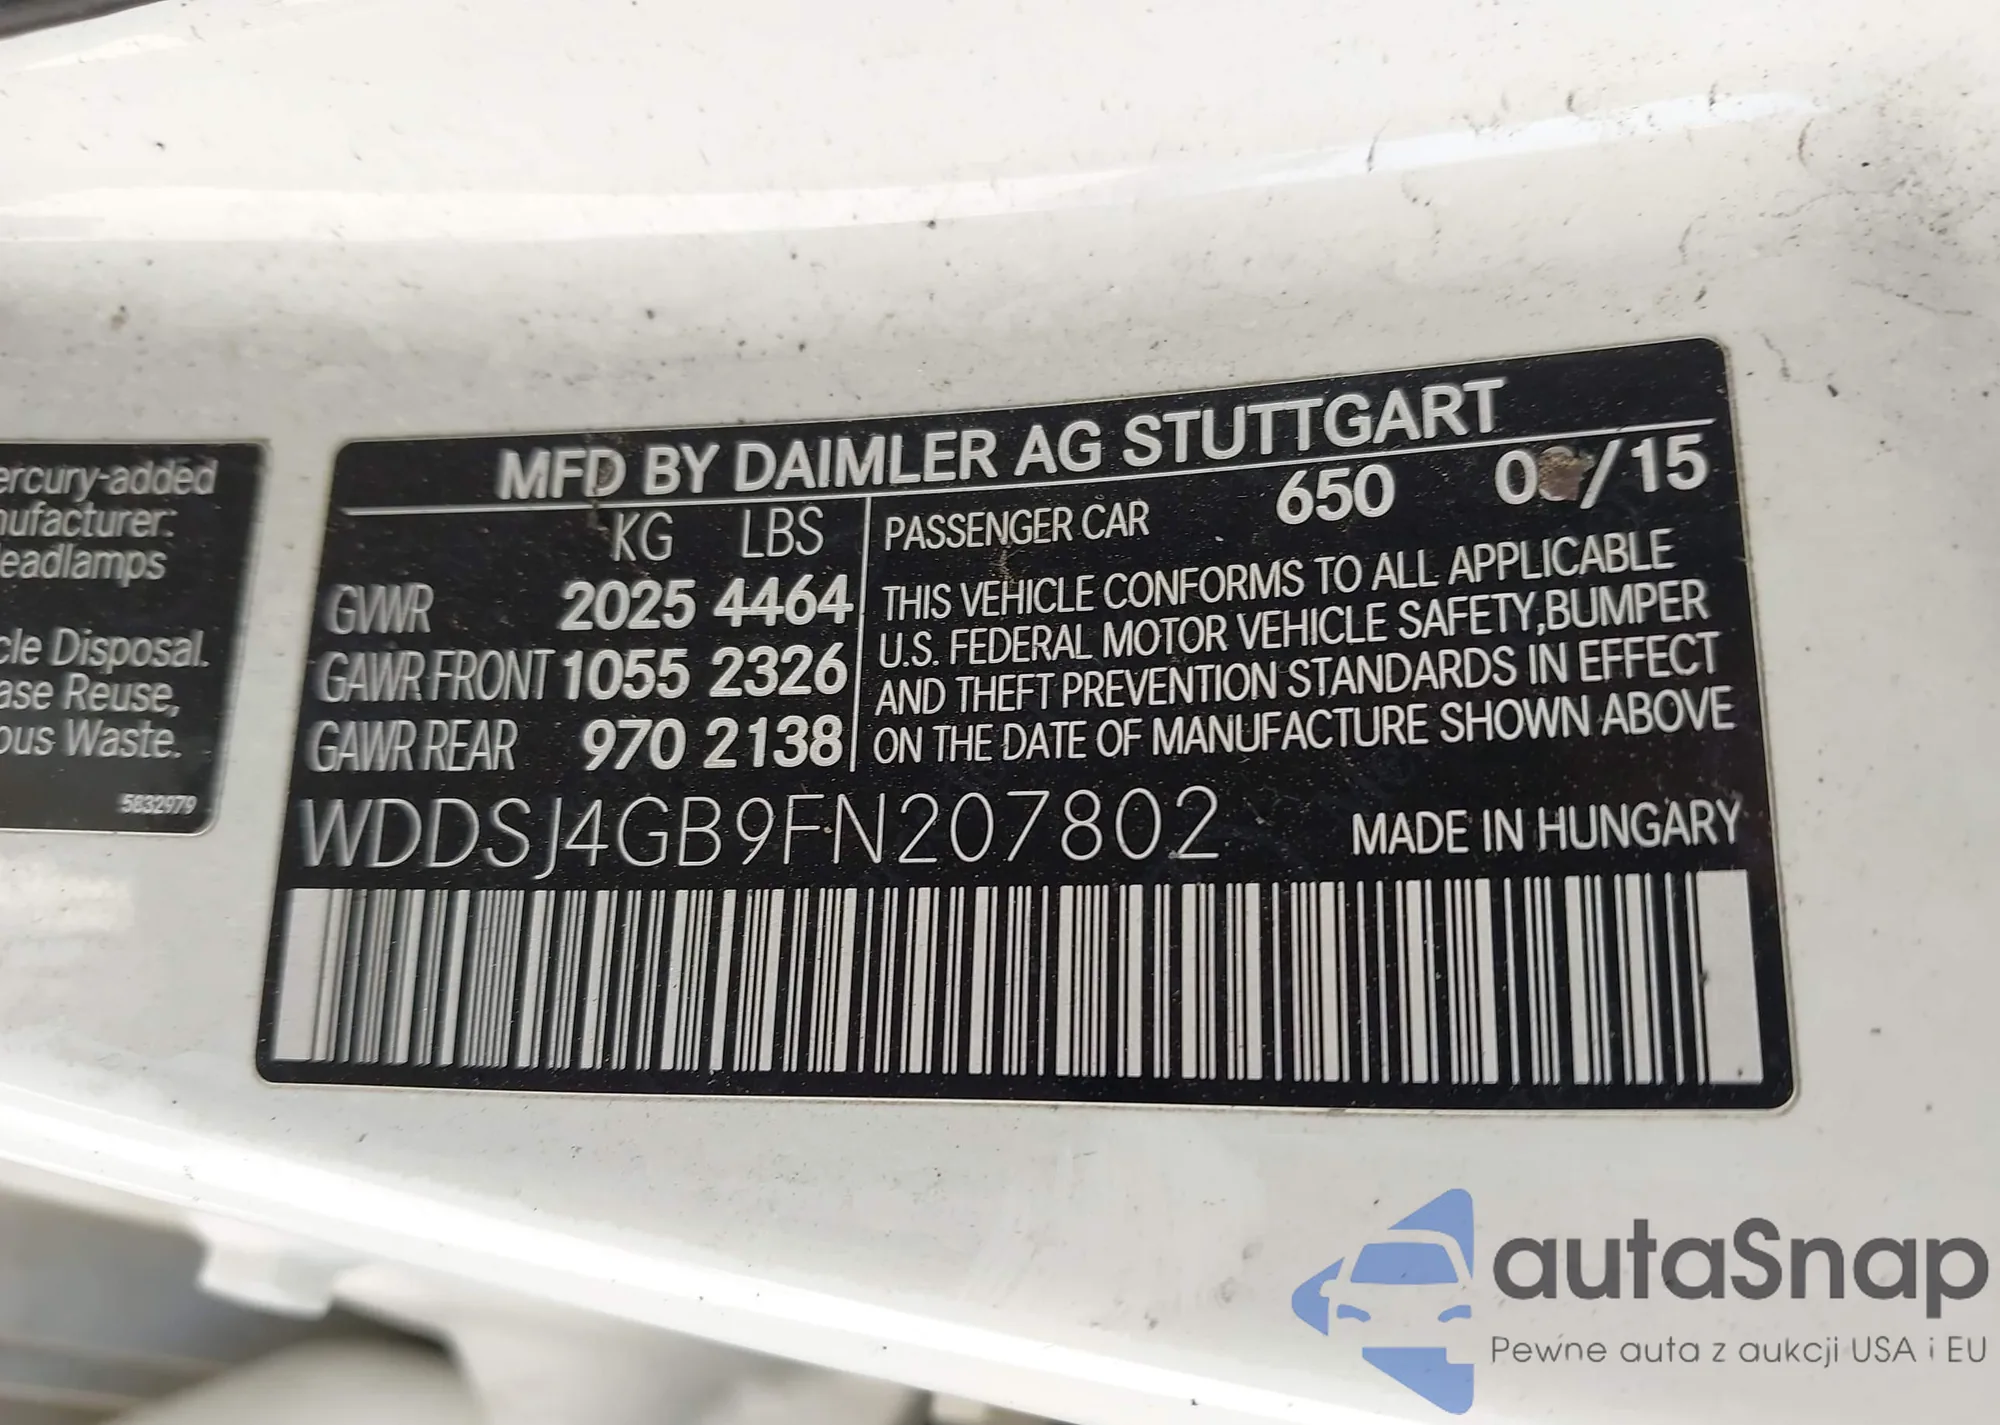 ercury-added
nufacturer:
eadlamps
cle Disposal.
ase Reuse,
ous Waste.
5832979
MFD BY DAIMLER AG STUTTGART
KG LBS
GVWR 2025 4464
GAWR FRONT 1055 2326
GAWR REAR 970 2138
PASSENGER CAR 650 /15
THIS VEHICLE CONFORMS TO ALL APPLICABLE
U.S. FEDERAL MOTOR VEHICLE SAFETY,BUMPER
AND THEFT PREVENTION STANDARDS IN EFFECT
ON THE DATE OF MANUFACTURE SHOWN ABOVE
WDDSJ4GB9FN207802 MADE IN HUNGARY
autaSnap
Pewne auta z aukcji USA i EU